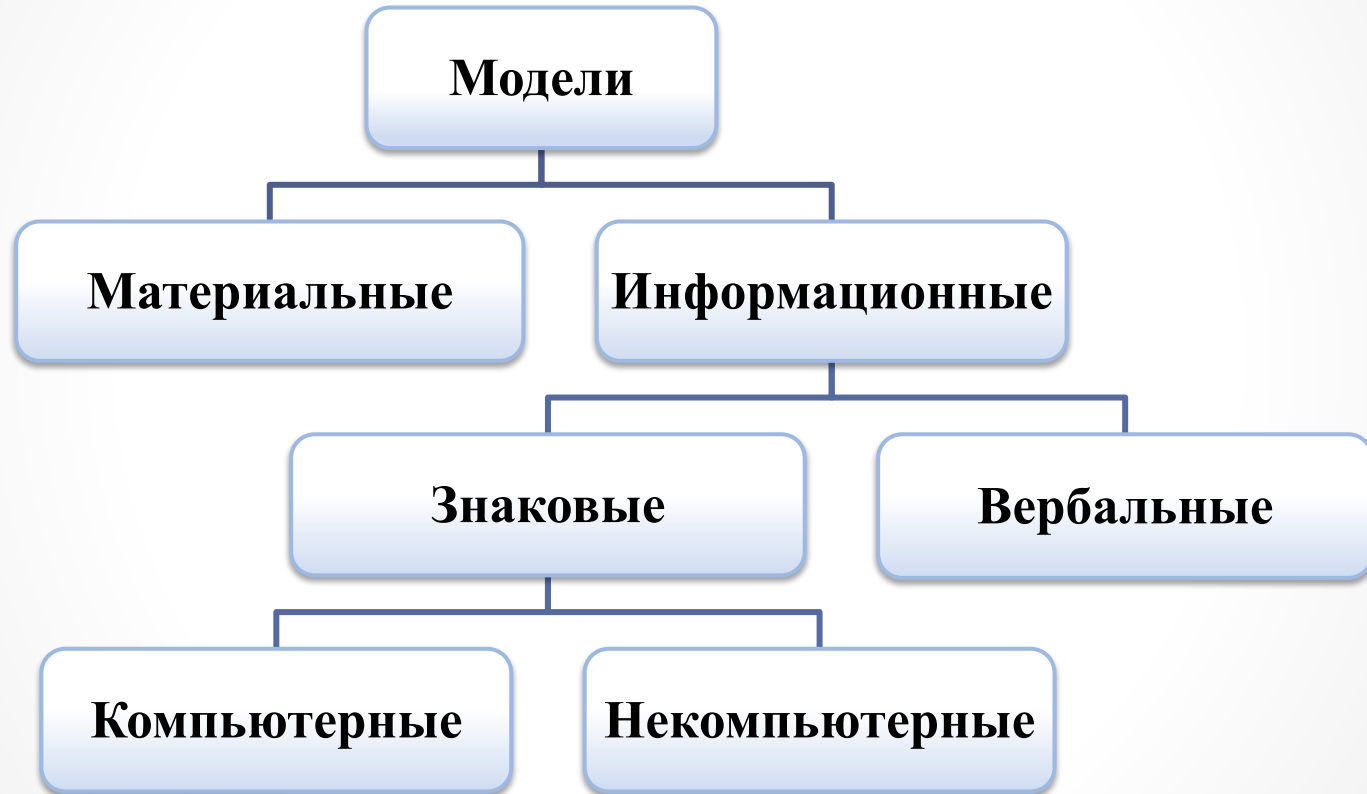 Модели
Материальные
Информационные
Знаковые
Вербальные
Компьютерные
Некомпьютерные